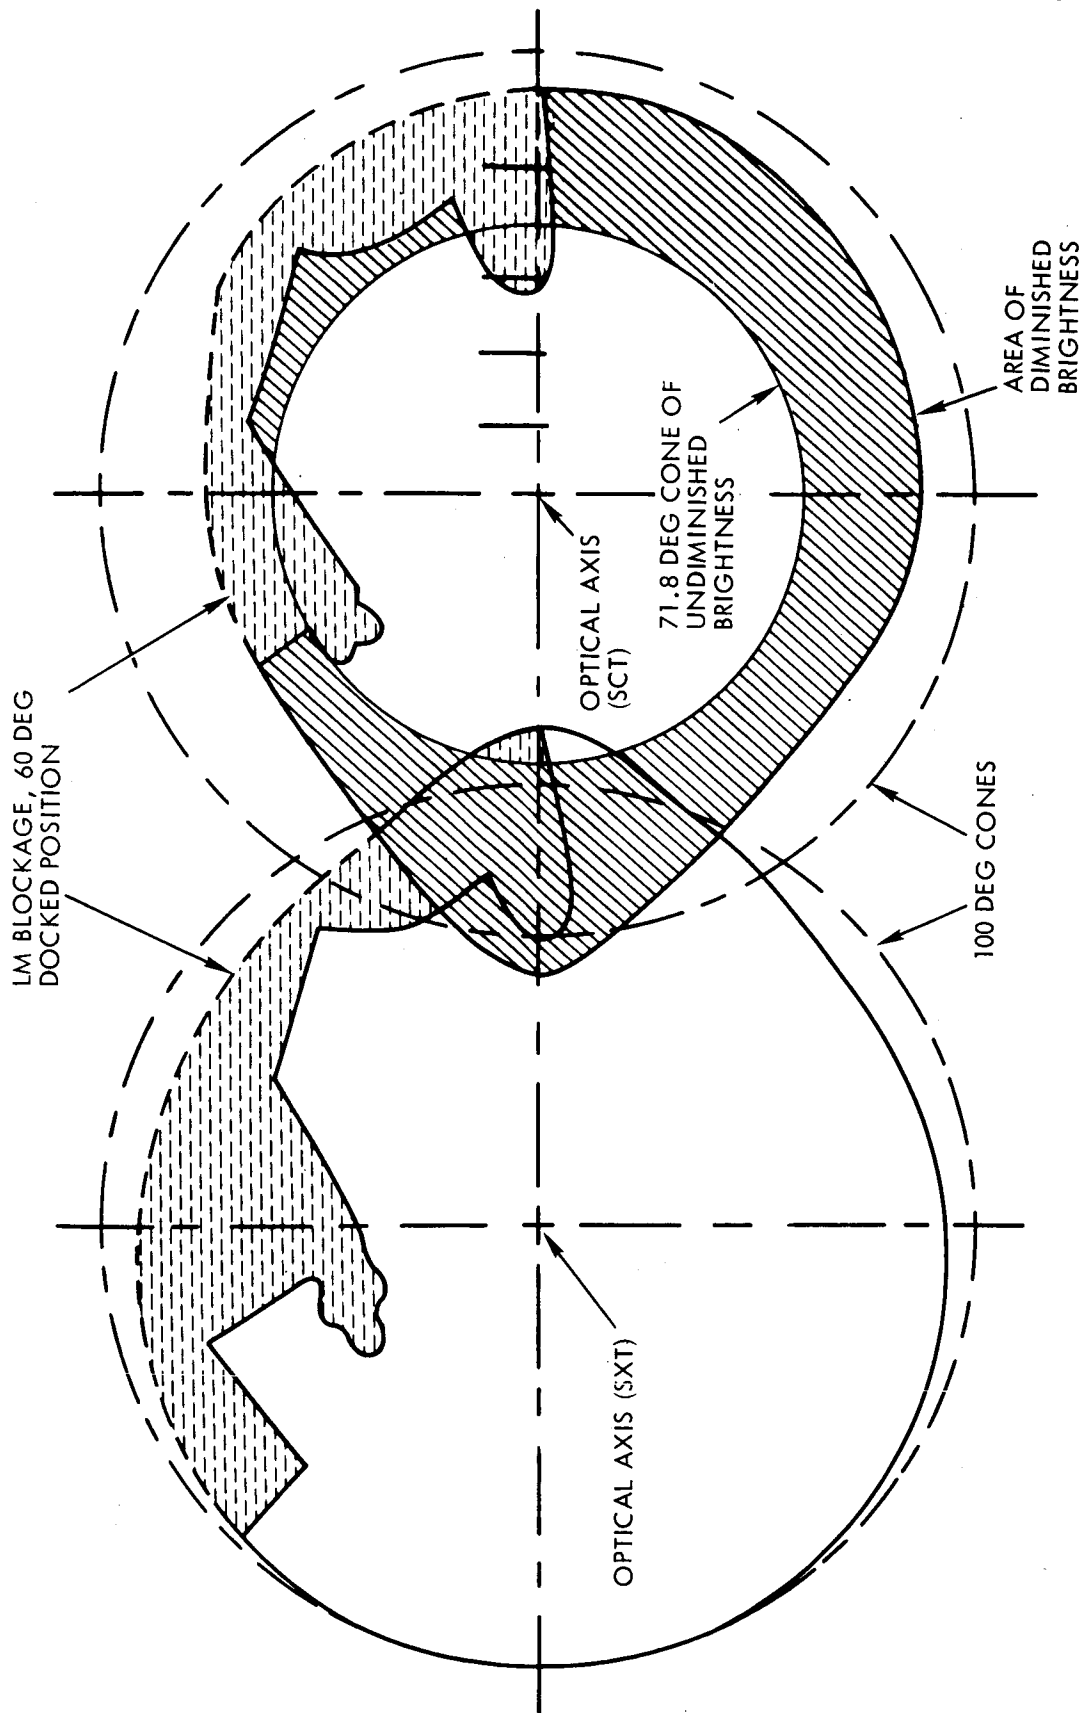 LM BLOCKAGE, 60 DEG
DOCKED POSITION
OPTICAL AXIS
(SCT)
71.8 DEG CONE OF
UNDIMINISHED
BRIGHTNESS
AREA OF
DIMINISHED
BRIGHTNESS
100 DEG CONES
OPTICAL AXIS (SXT)